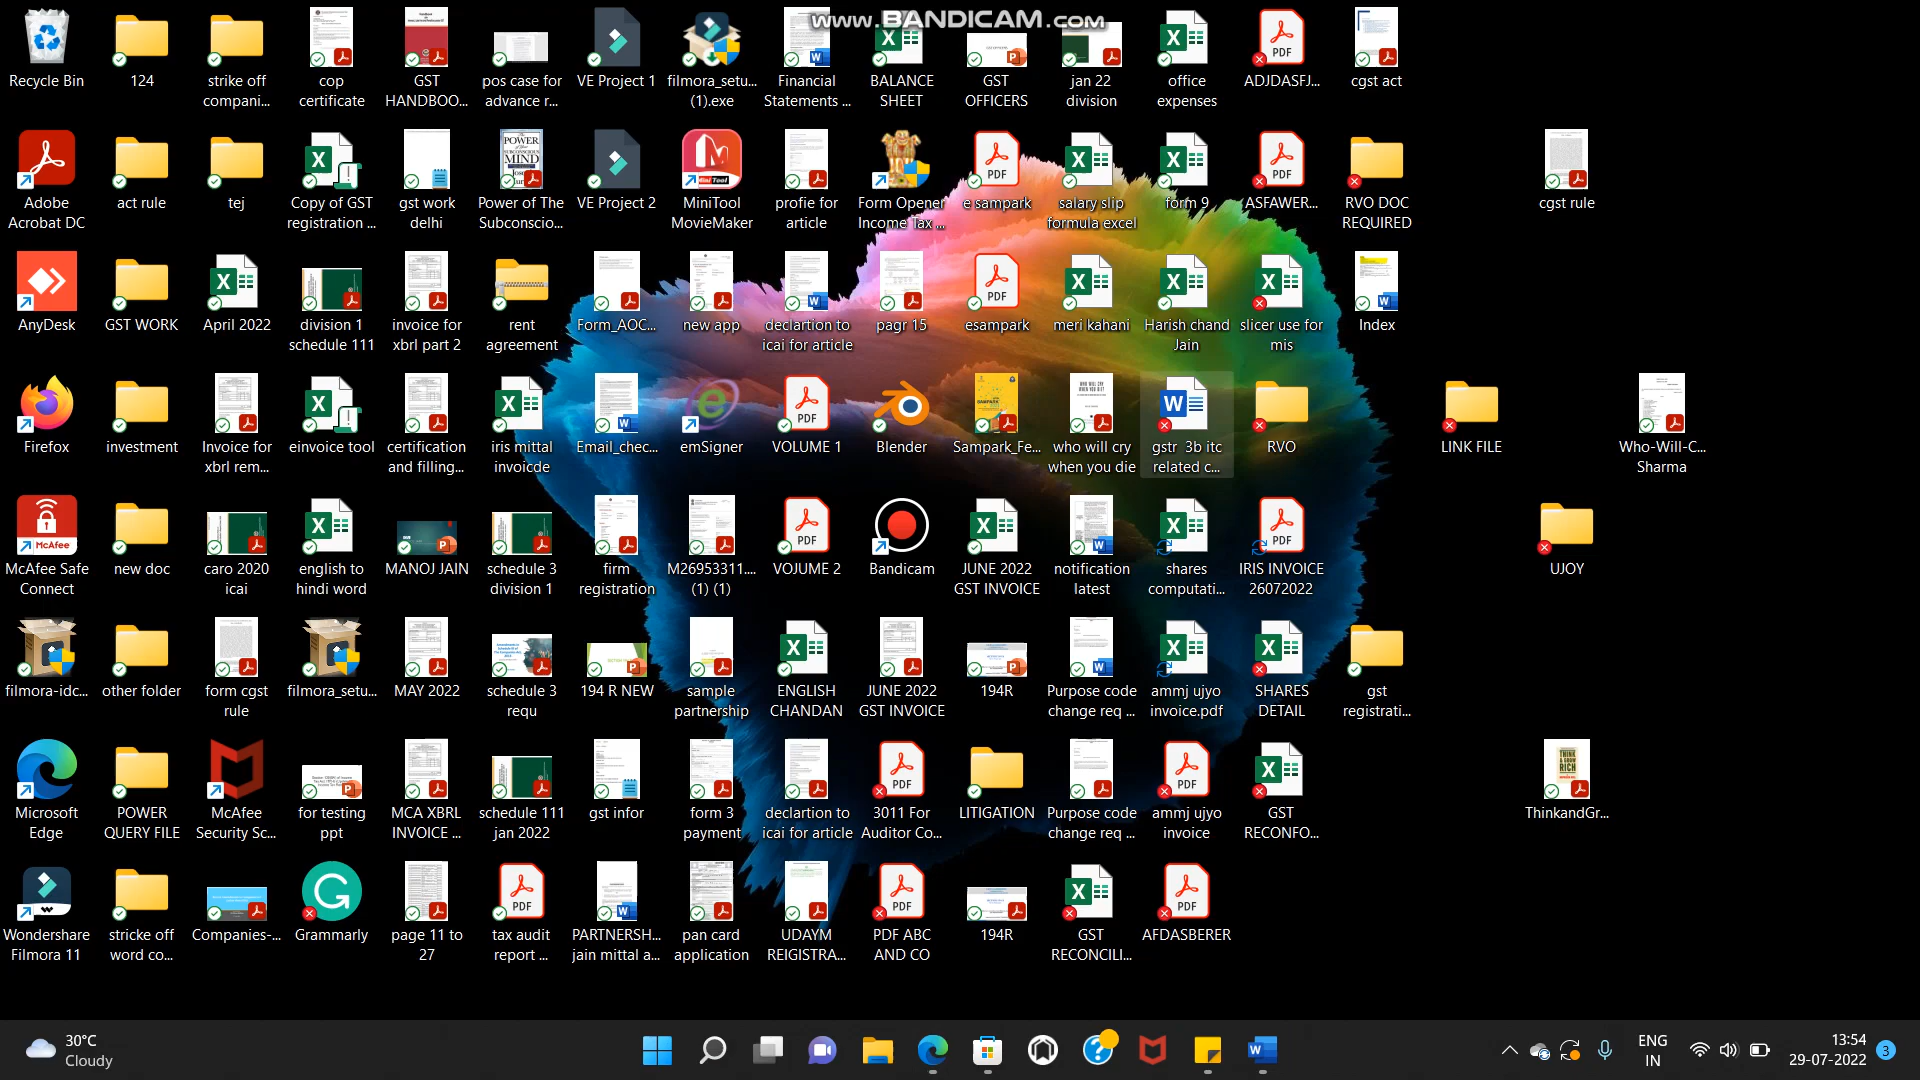 www.BANDICAM.com
Recycle Bin
124
strike off
compani...
cop
certificate
GST
HANDBOO...
pos case for
advance r...
VE Project 1
filmora_setu...
(1).exe
Financial
Statements ...
BALANCE
SHEET
GST
OFFICERS
jan 22
division
office
expenses
ADJDASFJ...
cgst act
Adobe
Acrobat DC
act rule
tej
Copy of GST
registration ...
gst work
delhi
Power of The
Subconscio...
VE Project 2
MiniTool
MovieMaker
profie for
article
Form Opener
Income Tax ...
e sampark
salary slip
formula excel
form 9
ASFAWER...
RVO DOC
REQUIRED
cgst rule
AnyDesk
GST WORK
April 2022
division 1
schedule 111
invoice for
xbrl part 2
rent
agreement
Form_AOC...
new app
declartion to
icai for article
pagr 15
esampark
meri kahani
Harish chand
Jain
slicer use for
mis
Index
Firefox
investment
Invoice for
xbrl rem...
einvoice tool
certification
and filling...
iris mittal
invoicde
Email_chec...
emSigner
VOLUME 1
Blender
Sampark_Fe...
who will cry
when you die
gstr 3b itc
related c...
RVO
LINK FILE
Who-Will-C...
Sharma
McAfee Safe
Connect
new doc
caro 2020
icai
english to
hindi word
MANOJ JAIN
schedule 3
division 1
firm
registration
M26953311....
(1) (1)
VOJUME 2
Bandicam
JUNE 2022
GST INVOICE
notification
latest
shares
computati...
IRIS INVOICE
26072022
UJOY
filmora-idc...
other folder
form cgst
rule
filmora_setu...
MAY 2022
schedule 3
requ
194 R NEW
sample
partnership
ENGLISH
CHANDAN
JUNE 2022
GST INVOICE
194R
Purpose code
change req ...
ammj ujyo
invoice.pdf
SHARES
DETAIL
gst
registrati...
Microsoft
Edge
POWER
QUERY FILE
McAfee
Security Sc...
for testing
ppt
MCA XBRL
INVOICE ...
schedule 111
jan 2022
gst infor
form 3
payment
declartion to
icai for article
3011 For
Auditor Co...
LITIGATION
Purpose code
change req ...
ammj ujyo
invoice
GST
RECONFO...
ThinkandGr...
Wondershare
Filmora 11
stricke off
word co...
Companies-...
Grammarly
page 11 to
27
tax audit
report ...
PARTNERSH...
jain mittal a...
pan card
application
UDAYM
REIGISTRA...
PDF ABC
AND CO
194R
GST
RECONCILI...
AFDASBERER
30°C
Cloudy
ENG
IN
13:54
29-07-2022
3